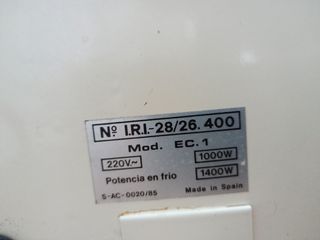 Nº I.R.I.-28/26.400
Mod. EC.1
220V~ 1000W
Potencia en frio 1400W
S-AC-0020/85 Made in Spain